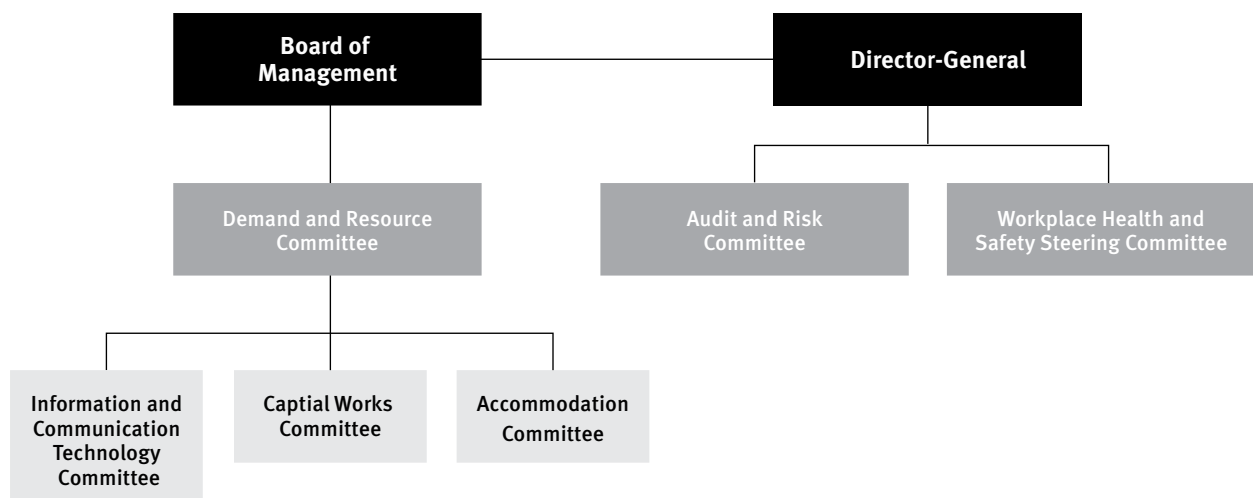 Board of
Management
Director-General
Demand and Resource
Committee
Audit and Risk
Committee
Workplace Health and
Safety Steering Committee
Information and
Communication
Technology
Committee
Captial Works
Committee
Accommodation
Committee